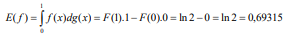 E(f) = ∫₀¹ f(x)dg(x) = F(1).1 − F(0).0 = ln 2 − 0 = ln 2 = 0,69315